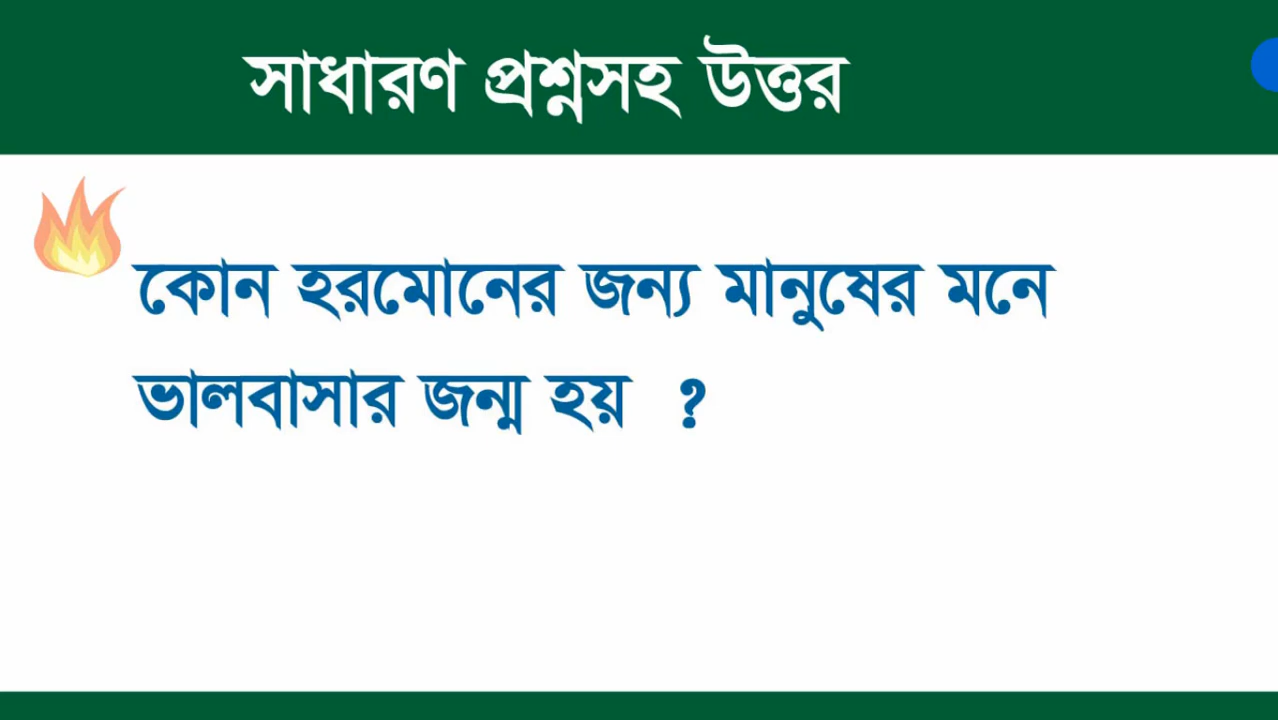 সাধারণ প্রশ্নসহ উত্তর
কোন হরমোনের জন্য মানুষের মনে
ভালবাসার জন্ম হয় ?